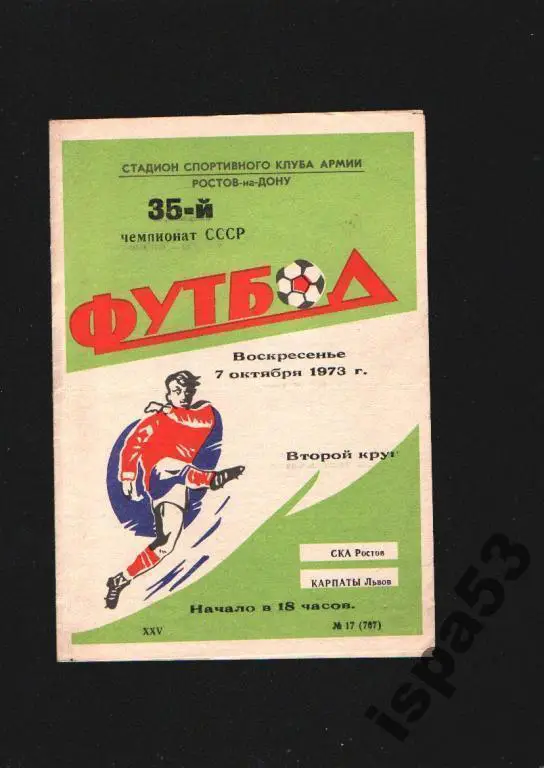 СТАДИОН СПОРТИВНОГО КЛУБА АРМИИ
РОСТОВ-на-ДОНУ
35-й
чемпионат СССР
ФУТБОЛ
Воскресенье
7 октября 1973 г.
Второй круг
СКА Ростов
КАРПАТЫ Львов
Начало в 18 часов.
XXV
№ 17 (767)
ispa53